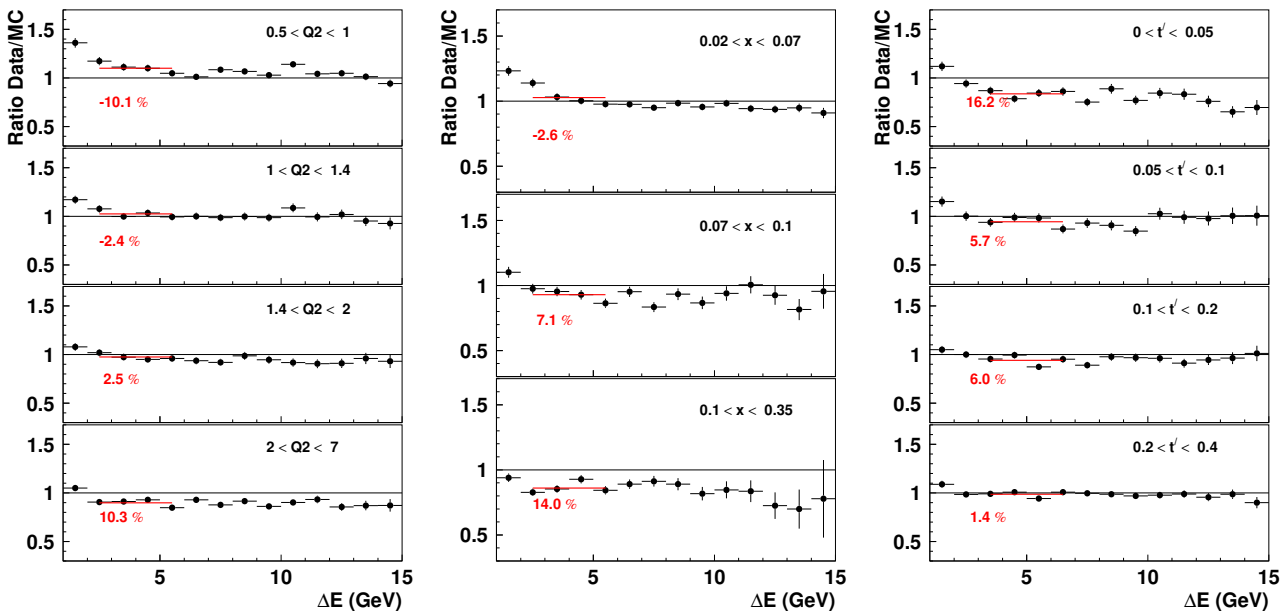 Ratio Data/MC
1.5
1
0.5
0.5 < Q2 < 1
-10.1 %
1.5
1
0.5
1 < Q2 < 1.4
-2.4 %
1.5
1
0.5
1.4 < Q2 < 2
2.5 %
1.5
1
0.5
2 < Q2 < 7
10.3 %
5 10 15
ΔE (GeV)
Ratio Data/MC
1.5
1
0.5
0.02 < x < 0.07
-2.6 %
1.5
1
0.5
0.07 < x < 0.1
7.1 %
1.5
1
0.5
0.1 < x < 0.35
14.0 %
5 10 15
ΔE (GeV)
Ratio Data/MC
1.5
1
0.5
0 < t′ < 0.05
16.2 %
1.5
1
0.5
0.05 < t′ < 0.1
5.7 %
1.5
1
0.5
0.1 < t′ < 0.2
6.0 %
1.5
1
0.5
0.2 < t′ < 0.4
1.4 %
5 10 15
ΔE (GeV)